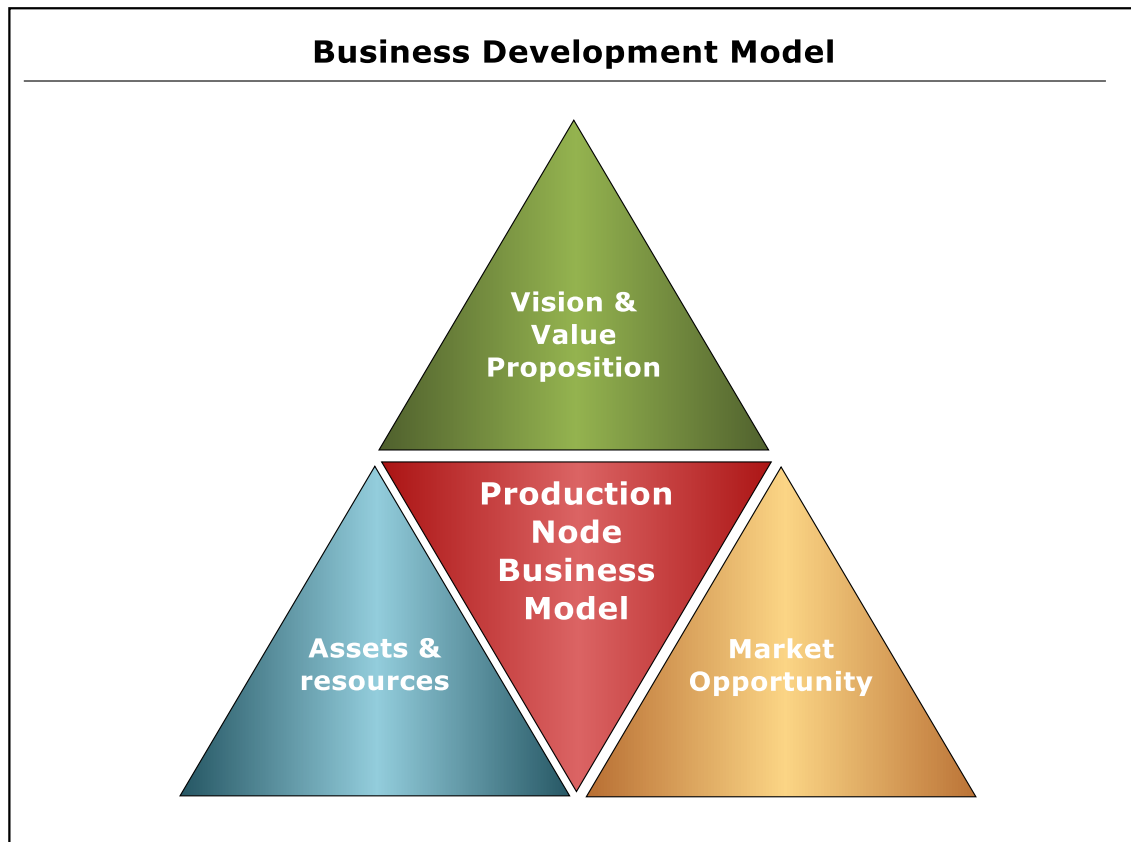 Business Development Model
Vision &
Value
Proposition
Production
Node
Business
Model
Assets &
resources
Market
Opportunity